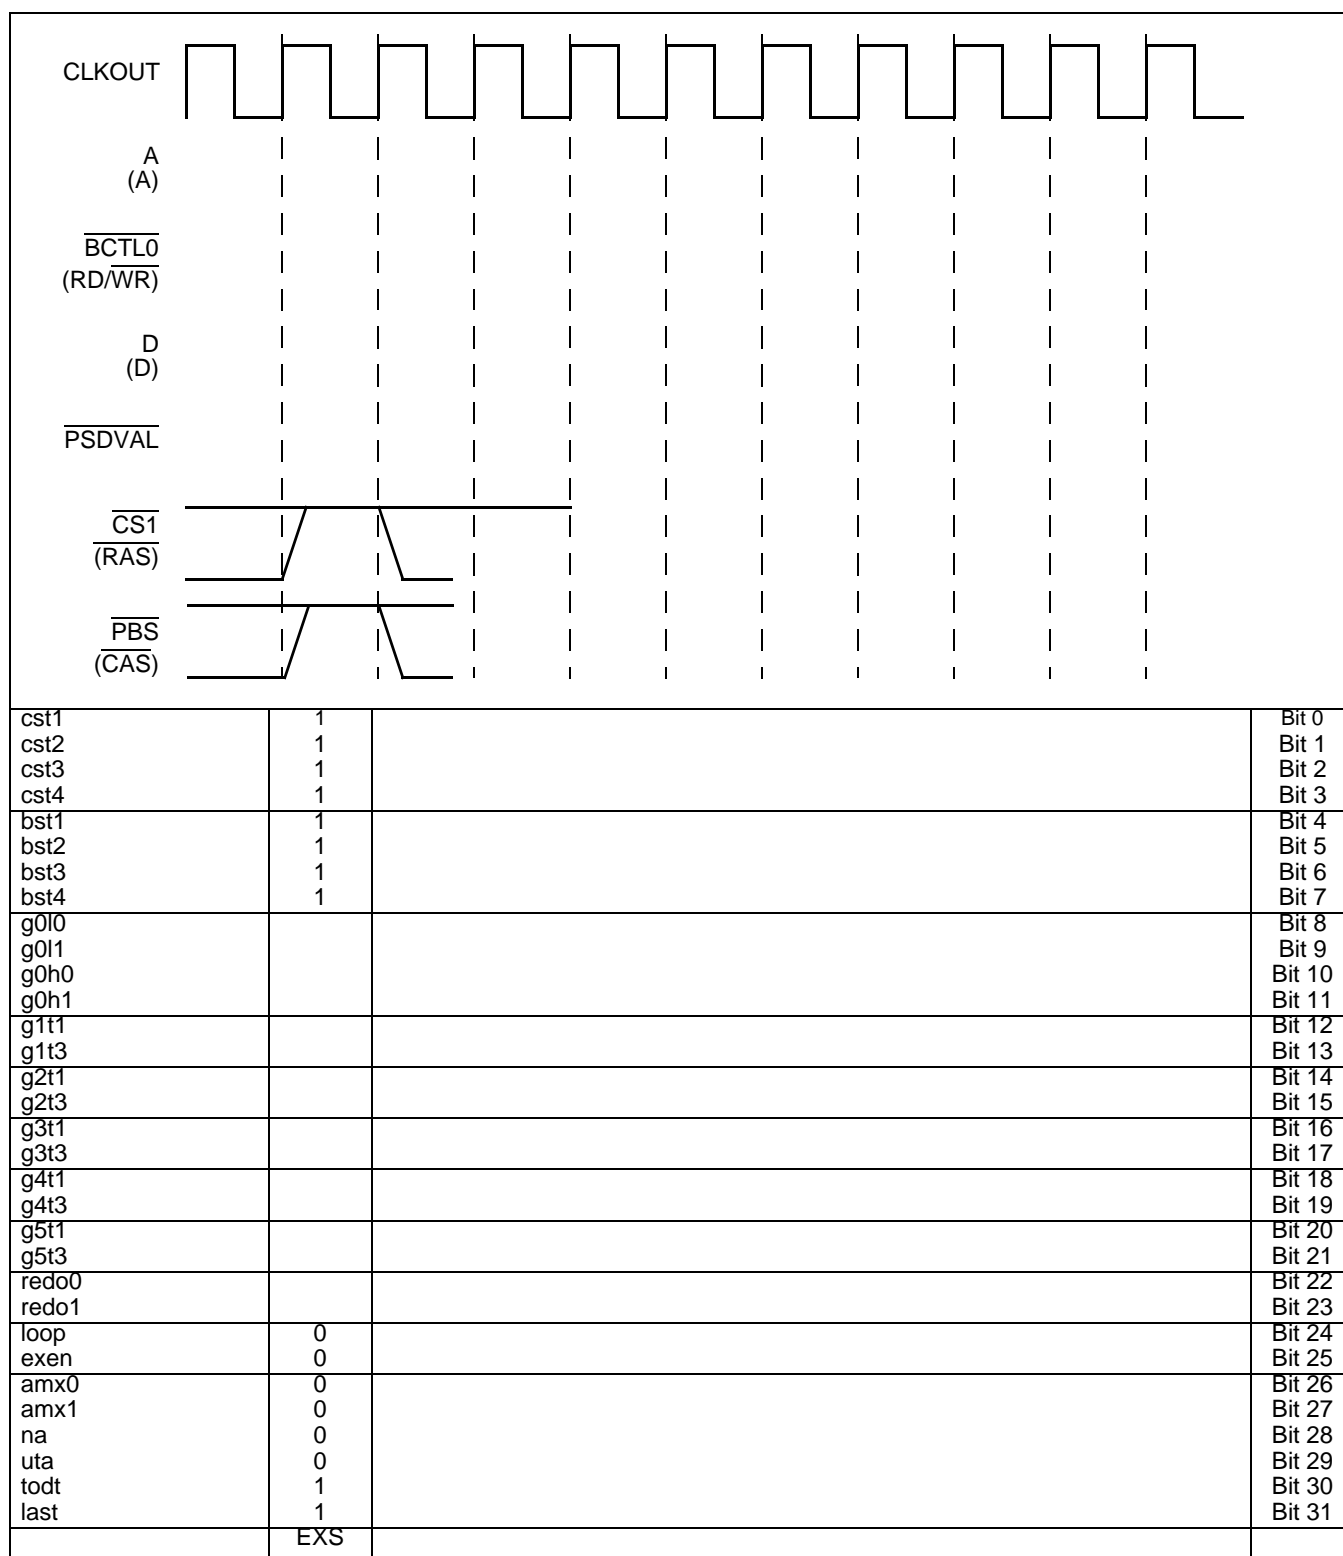 CLKOUT
A
(A)
BCTL0
(RD/WR)
D
(D)
PSDVAL
CS1
(RAS)
PBS
(CAS)
cst1 1 Bit 0
cst2 1 Bit 1
cst3 1 Bit 2
cst4 1 Bit 3
bst1 1 Bit 4
bst2 1 Bit 5
bst3 1 Bit 6
bst4 1 Bit 7
g0l0 Bit 8
g0l1 Bit 9
g0h0 Bit 10
g0h1 Bit 11
g1t1 Bit 12
g1t3 Bit 13
g2t1 Bit 14
g2t3 Bit 15
g3t1 Bit 16
g3t3 Bit 17
g4t1 Bit 18
g4t3 Bit 19
g5t1 Bit 20
g5t3 Bit 21
redo0 Bit 22
redo1 Bit 23
loop 0 Bit 24
exen 0 Bit 25
amx0 0 Bit 26
amx1 0 Bit 27
na 0 Bit 28
uta 0 Bit 29
todt 1 Bit 30
last 1 Bit 31
EXS